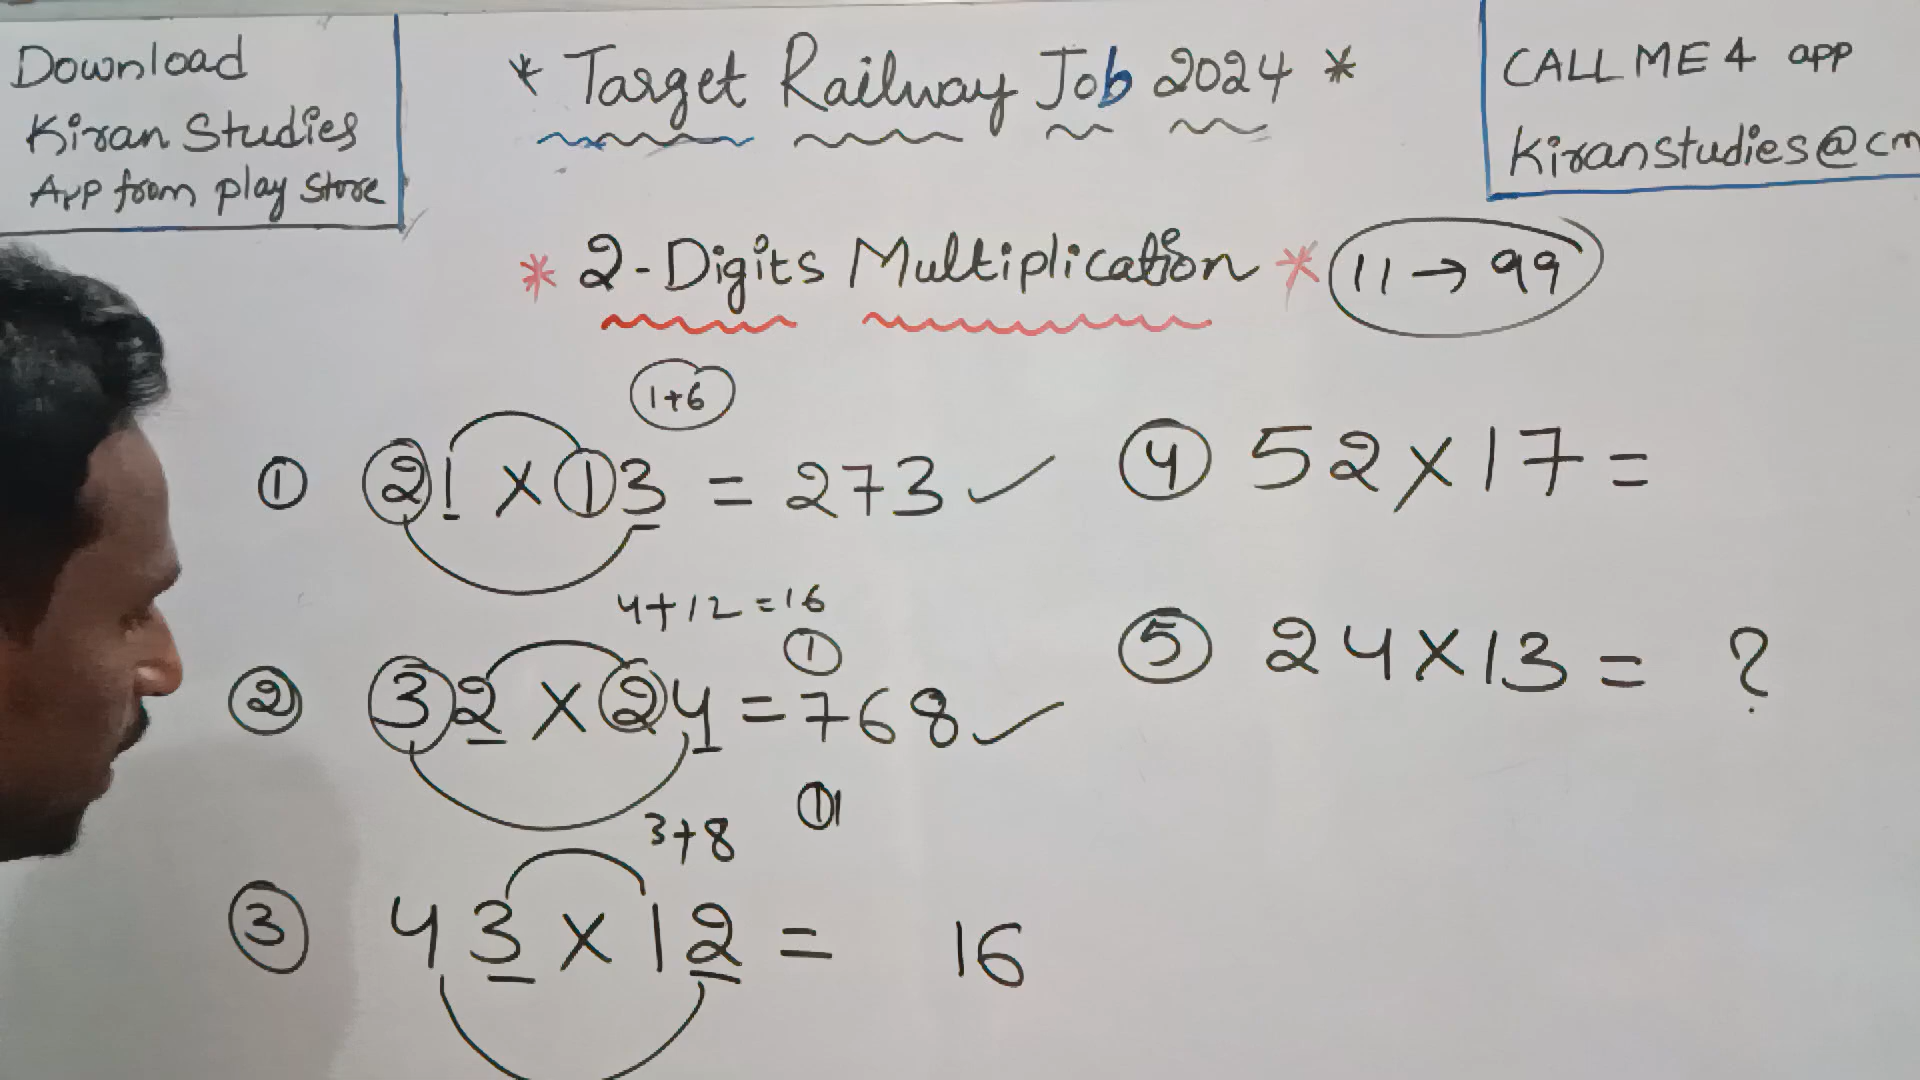 Download
Kiran Studies
App from play store
* Target Railway Job 2024 *
CALL ME 4 app
kiranstudies@cm
* 2-Digits Multiplication * 11 → 99
1+6
① 21 × 13 = 273 ✓
4+12=16
①
② 32 × 24 = 768 ✓
①1
3+8
③ 43 × 12 = 16
④ 52×17=
⑤ 24×13= ?